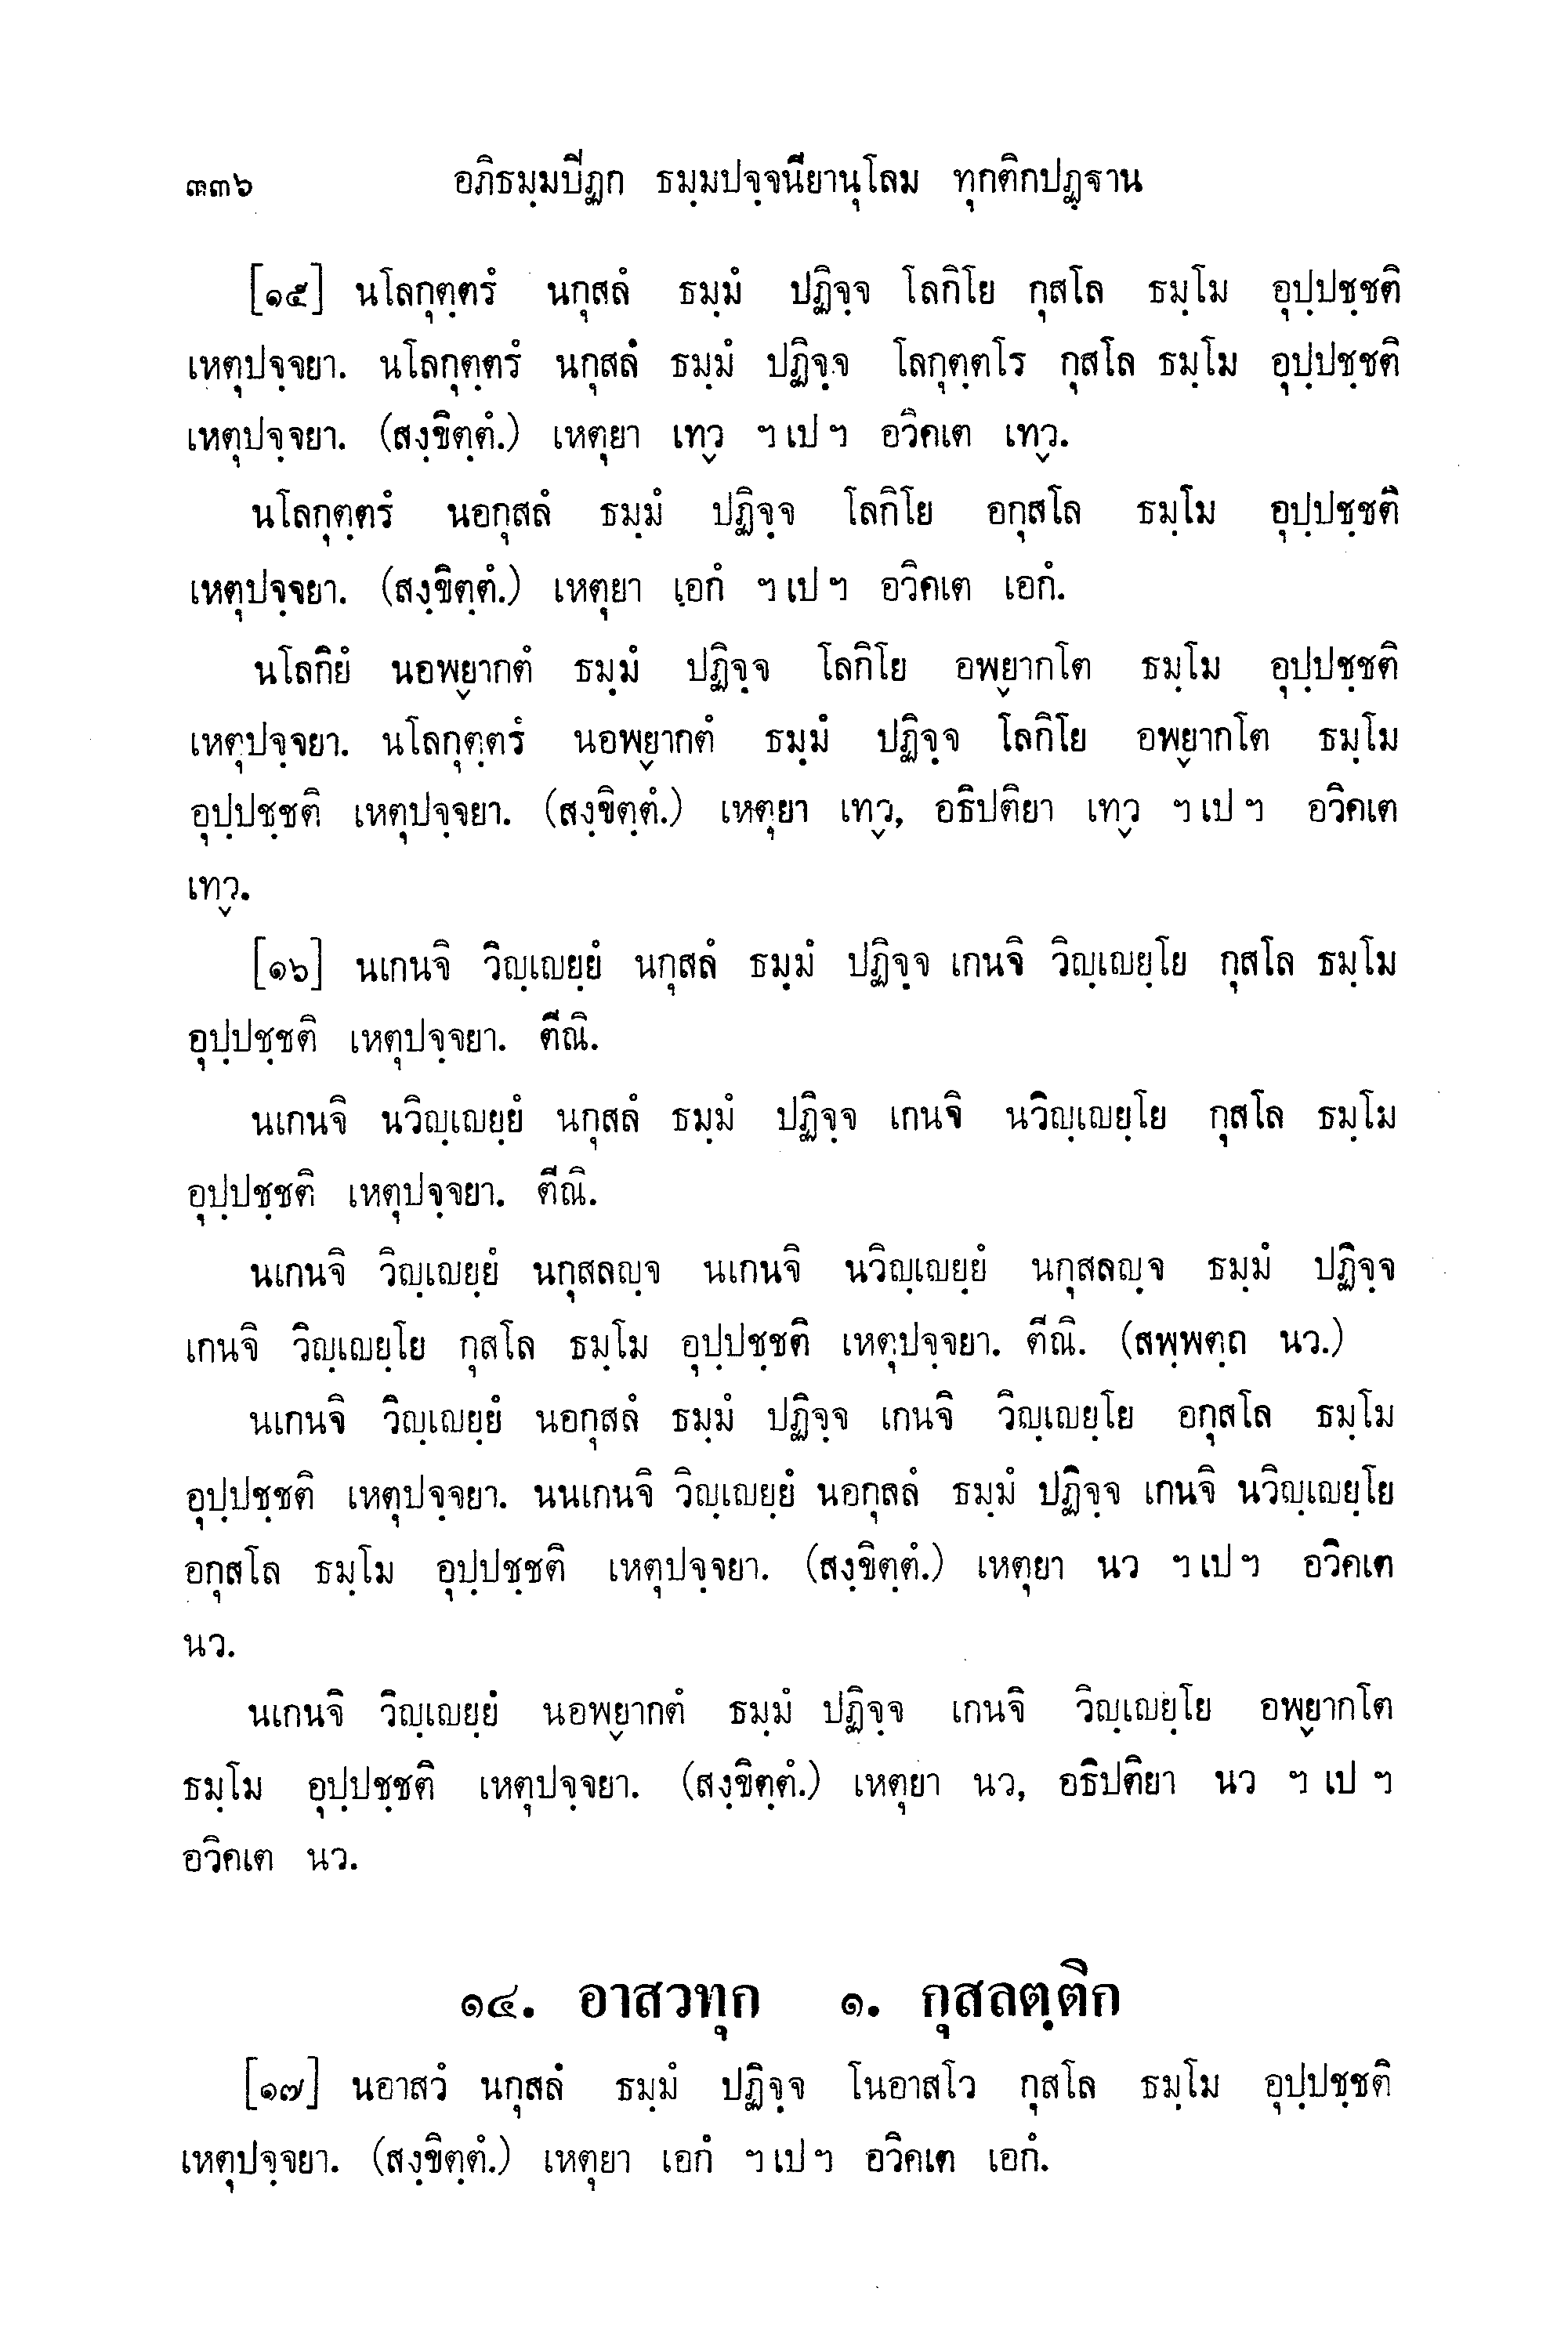 ๓๓๖ อภิธมฺมปีฏก ธมฺมปจฺจนียานุโลม ทุกติกปฏฺฐาน
[๑๕] นโลกุตฺตรํ นกุสลํ ธมฺมํ ปฏิจฺจ โลกิโย กุสโล ธมฺโม อุปฺปชฺชติ
เหตุปจฺจยา. นโลกุตฺตรํ นกุสลํ ธมฺมํ ปฏิจฺจ โลกุตฺตโร กุสโล ธมฺโม อุปฺปชฺชติ
เหตุปจฺจยา. (สงฺขิตฺตํ.) เหตุยา เทฺว ฯ เป ฯ อวิคเต เทฺว.
นโลกุตฺตรํ นอกุสลํ ธมฺมํ ปฏิจฺจ โลกิโย อกุสโล ธมฺโม อุปฺปชฺชติ
เหตุปจฺจยา. (สงฺขิตฺตํ.) เหตุยา เอกํ ฯ เป ฯ อวิคเต เอกํ.
นโลกิยํ นอพฺยากตํ ธมฺมํ ปฏิจฺจ โลกิโย อพฺยากโต ธมฺโม อุปฺปชฺชติ
เหตุปจฺจยา. นโลกุตฺตรํ นอพฺยากตํ ธมฺมํ ปฏิจฺจ โลกิโย อพฺยากโต ธมฺโม
อุปฺปชฺชติ เหตุปจฺจยา. (สงฺขิตฺตํ.) เหตุยา เทฺว, อธิปติยา เทฺว ฯ เป ฯ อวิคเต
เทฺว.
[๑๖] นเกนจิ วิญฺเญยฺยํ นกุสลํ ธมฺมํ ปฏิจฺจ เกนจิ วิญฺเญยฺโย กุสโล ธมฺโม
อุปฺปชฺชติ เหตุปจฺจยา. ตีณิ.
นเกนจิ นวิญฺเญยฺยํ นกุสลํ ธมฺมํ ปฏิจฺจ เกนจิ นวิญฺเญยฺโย กุสโล ธมฺโม
อุปฺปชฺชติ เหตุปจฺจยา. ตีณิ.
นเกนจิ วิญฺเญยฺยํ นกุสลญฺจ นเกนจิ นวิญฺเญยฺยํ นกุสลญฺจ ธมฺมํ ปฏิจฺจ
เกนจิ วิญฺเญยฺโย กุสโล ธมฺโม อุปฺปชฺชติ เหตุปจฺจยา. ตีณิ. (สพฺพตฺถ นว.)
นเกนจิ วิญฺเญยฺยํ นอกุสลํ ธมฺมํ ปฏิจฺจ เกนจิ วิญฺเญยฺโย อกุสโล ธมฺโม
อุปฺปชฺชติ เหตุปจฺจยา. นนเกนจิ วิญฺเญยฺยํ นอกุสลํ ธมฺมํ ปฏิจฺจ เกนจิ นวิญฺเญยฺโย
อกุสโล ธมฺโม อุปฺปชฺชติ เหตุปจฺจยา. (สงฺขิตฺตํ.) เหตุยา นว ฯ เป ฯ อวิคเต
นว.
นเกนจิ วิญฺเญยฺยํ นอพฺยากตํ ธมฺมํ ปฏิจฺจ เกนจิ วิญฺเญยฺโย อพฺยากโต
ธมฺโม อุปฺปชฺชติ เหตุปจฺจยา. (สงฺขิตฺตํ.) เหตุยา นว, อธิปติยา นว ฯ เป ฯ
อวิคเต นว.
๑๔. อาสวทุก ๑. กุสลตฺติก
[๑๗] นอาสวํ นกุสลํ ธมฺมํ ปฏิจฺจ โนอาสโว กุสโล ธมฺโม อุปฺปชฺชติ
เหตุปจฺจยา. (สงฺขิตฺตํ.) เหตุยา เอกํ ฯ เป ฯ อวิคเต เอกํ.